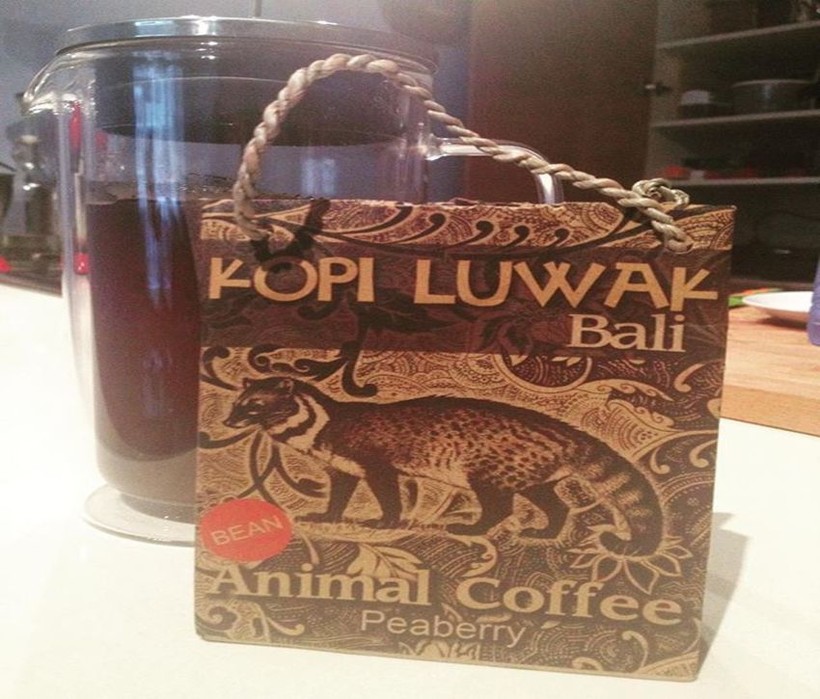 KOPI LUWAK
Bali
BEAN
Animal Coffee
Peaberry